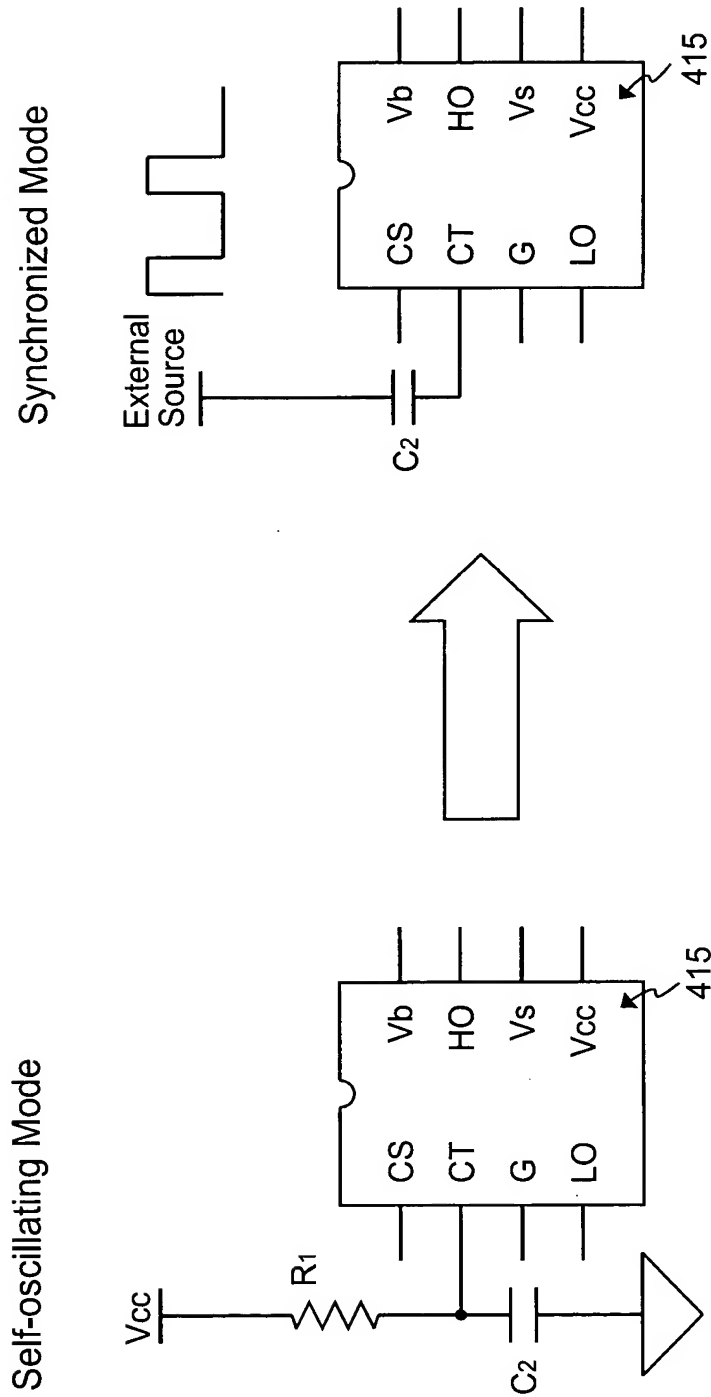 Self-oscillating Mode
Vcc
R1
C2
CS
CT
G
LO
Vb
HO
Vs
Vcc
415
Synchronized Mode
External
Source
C2
CS
CT
G
LO
Vb
HO
Vs
Vcc
415